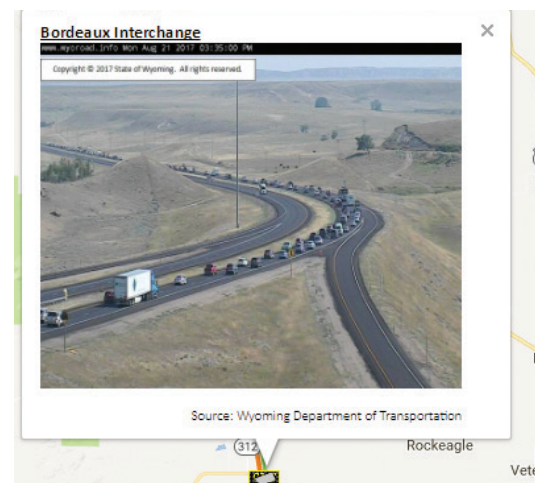 Bordeaux Interchange
www.wyoroad.info Mon Aug 21 2017 03:35:00 PM
Copyright © 2017 State of Wyoming. All rights reserved.
Source: Wyoming Department of Transportation
312
Rockeagle
Vete